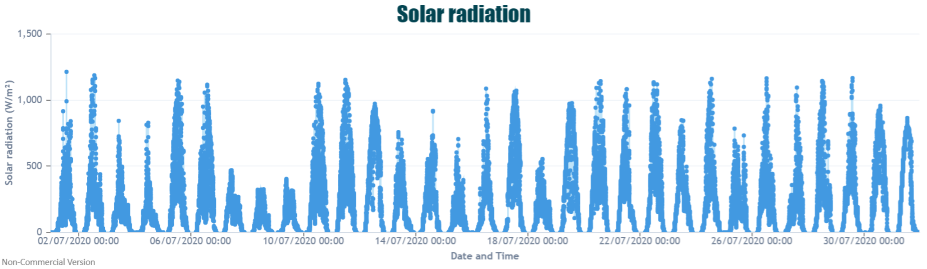 Solar radiation
1,500
1,000
500
0
Solar radiation (W/m²)
02/07/2020 00:00 06/07/2020 00:00 10/07/2020 00:00 14/07/2020 00:00 18/07/2020 00:00 22/07/2020 00:00 26/07/2020 00:00 30/07/2020 00:00
Date and Time
Non-Commercial Version